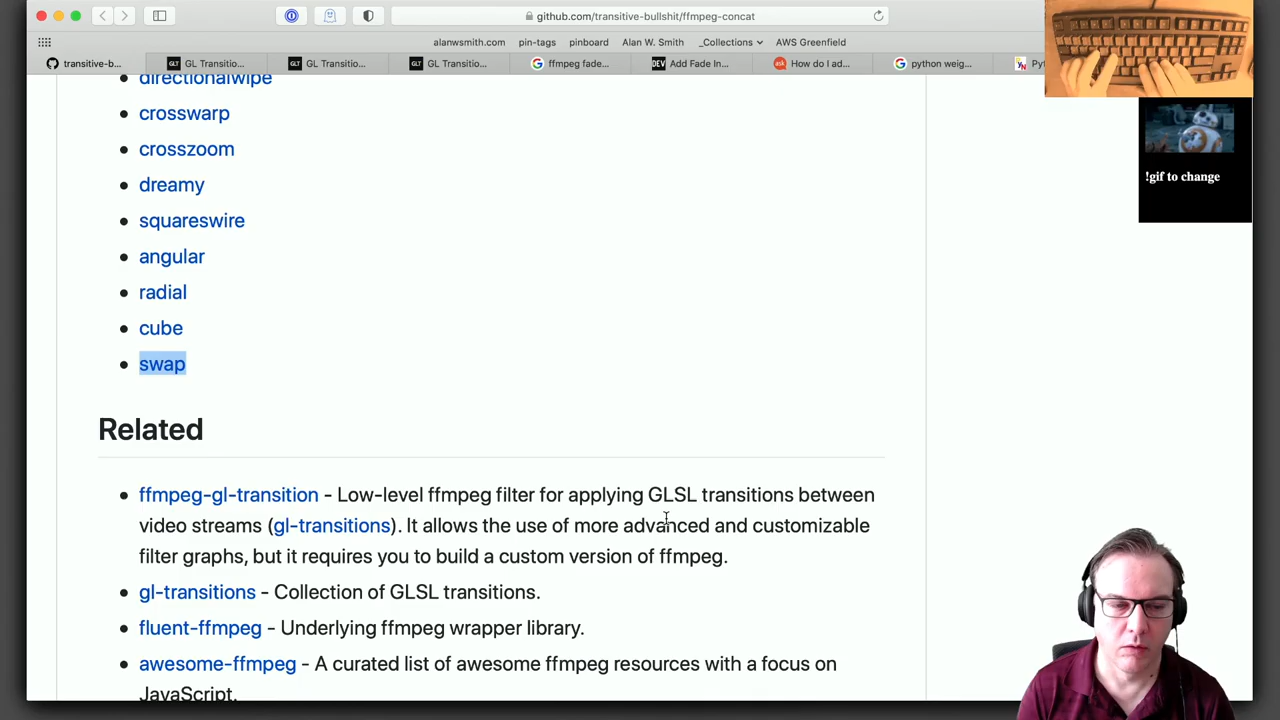 github.com/transitive-bullshit/ffmpeg-concat
alanwsmith.com pin-tags pinboard Alan W. Smith _Collections AWS Greenfield
transitive-b... GLT GL Transitio... GLT GL Transitio... GLT GL Transitio... ffmpeg fade... DEV Add Fade In... How do I ad... python weig... Pyt
directionalwipe
crosswarp
crosszoom
dreamy
squareswire
angular
radial
cube
swap
!gif to change
Related
ffmpeg-gl-transition - Low-level ffmpeg filter for applying GLSL transitions between
video streams (gl-transitions). It allows the use of more advanced and customizable
filter graphs, but it requires you to build a custom version of ffmpeg.
gl-transitions - Collection of GLSL transitions.
fluent-ffmpeg - Underlying ffmpeg wrapper library.
awesome-ffmpeg - A curated list of awesome ffmpeg resources with a focus on
JavaScript.